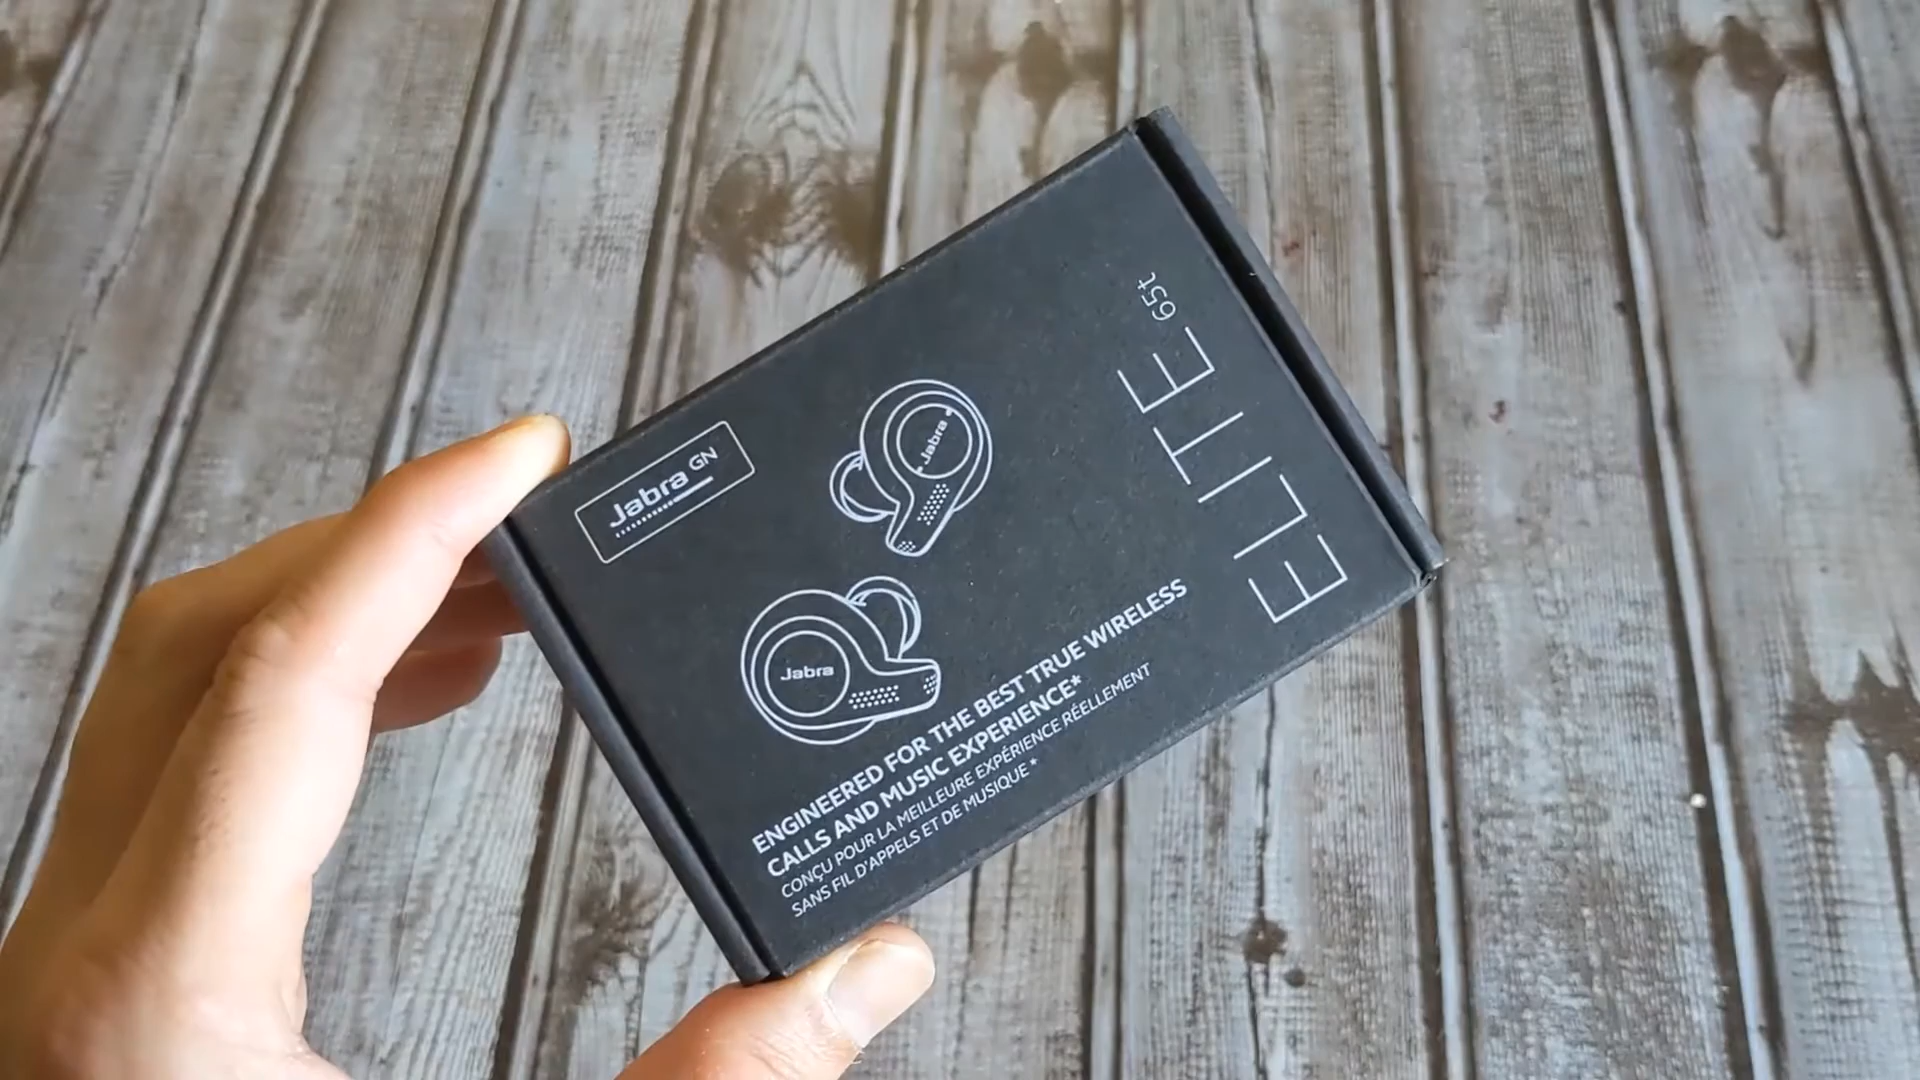 Jabra GN
Jabra
Jabra
ELITE 65t
ENGINEERED FOR THE BEST TRUE WIRELESS
CALLS AND MUSIC EXPERIENCE*
CONÇU POUR LA MEILLEURE EXPÉRIENCE RÉELLEMENT
SANS FIL D'APPELS ET DE MUSIQUE *